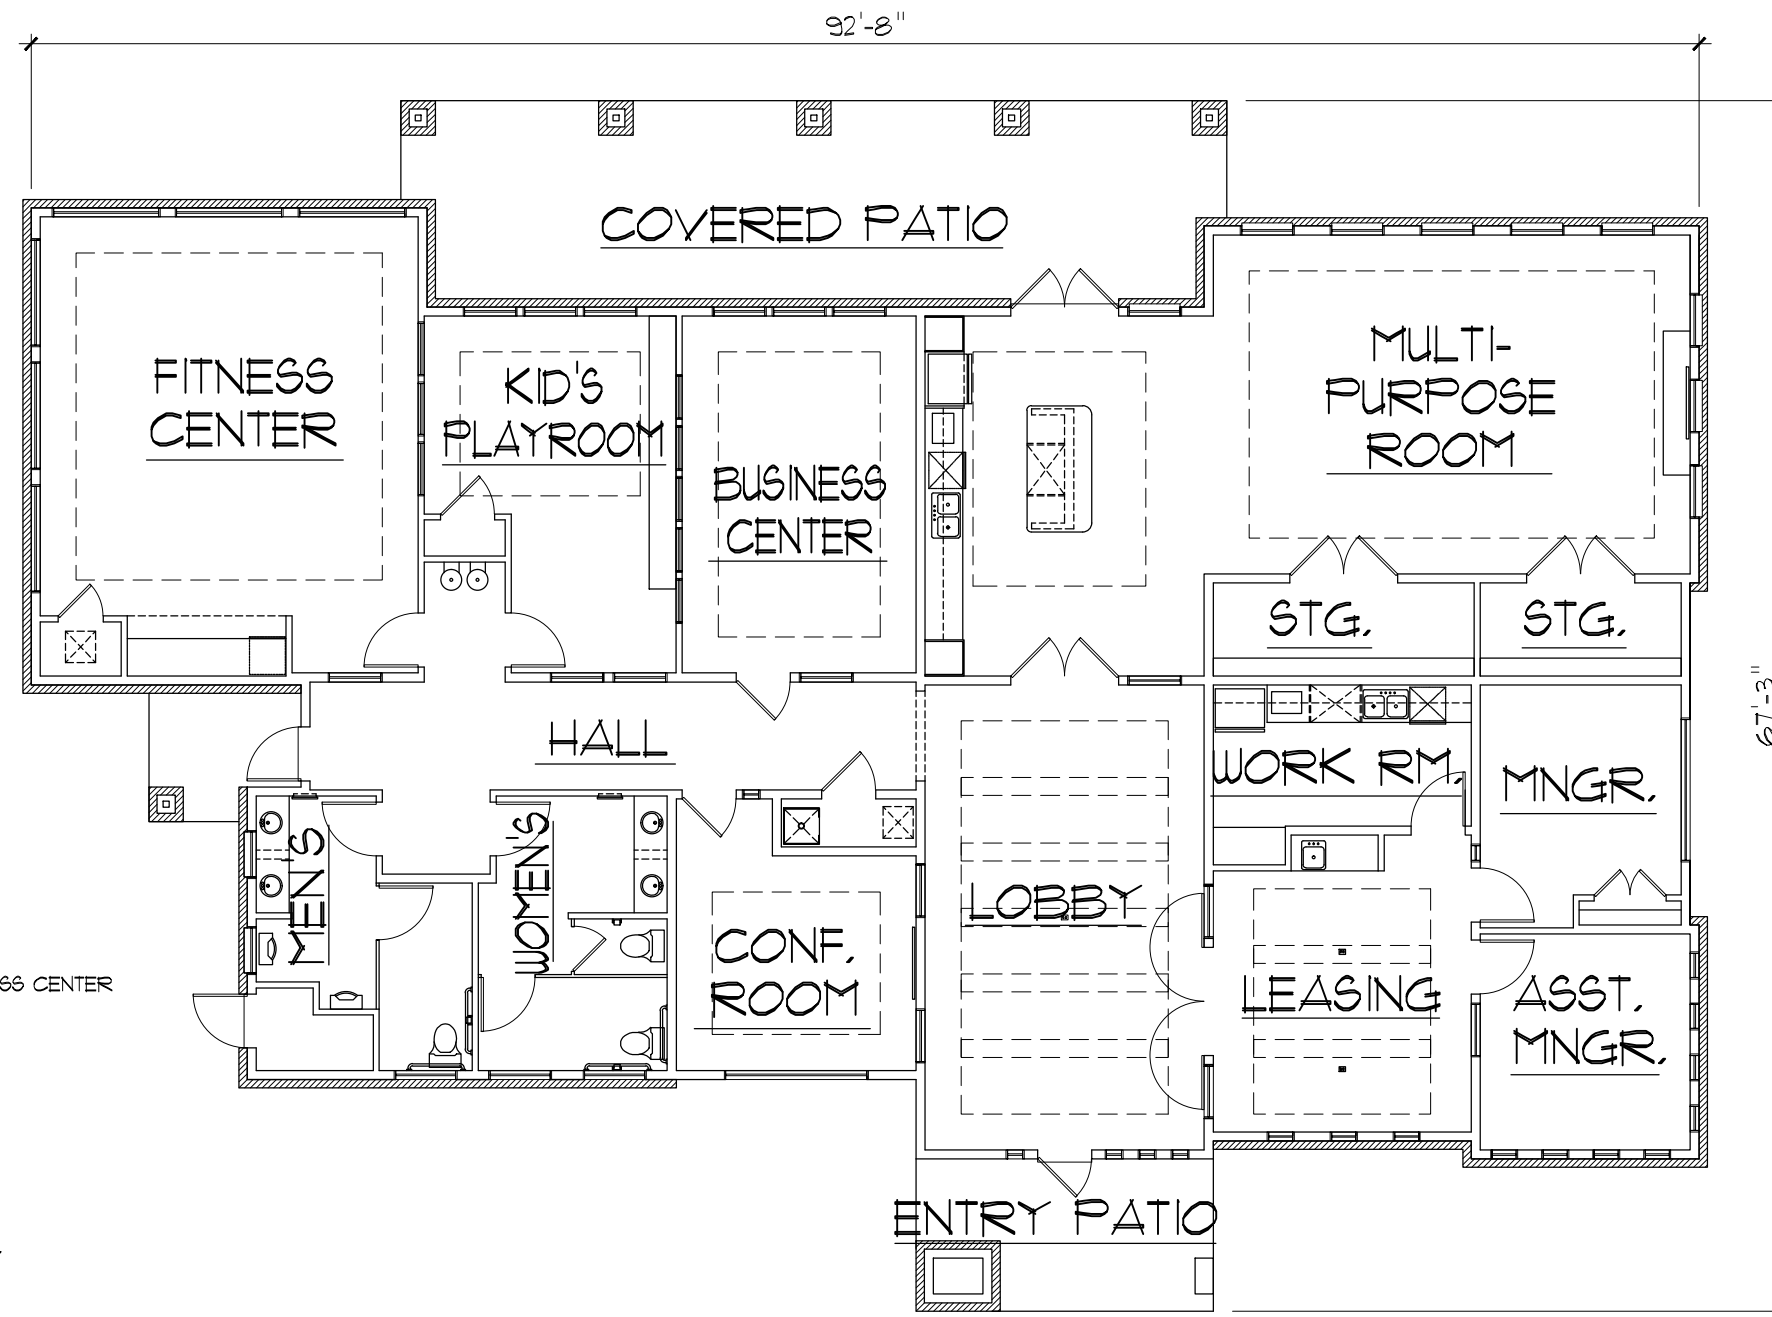 92'-8"
COVERED PATIO
FITNESS
CENTER
KID'S
PLAYROOM
BUSINESS
CENTER
MULTI-
PURPOSE
ROOM
STG.
STG.
67'-3"
HALL
WORK RM.
MNGR.
MEN'S
WOMEN'S
LOBBY
CONF.
ROOM
LEASING
ASST.
MNGR.
SS CENTER
ENTRY PATIO